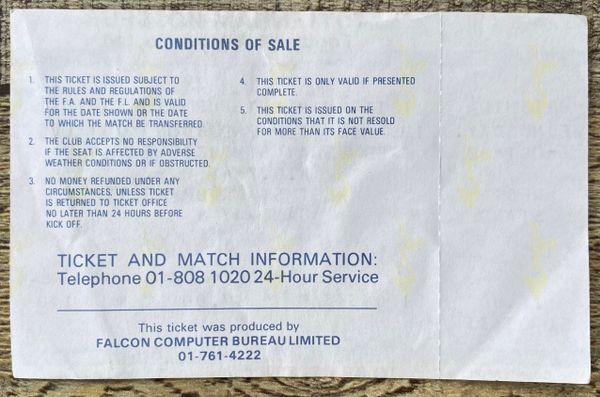 CONDITIONS OF SALE
1. THIS TICKET IS ISSUED SUBJECT TO
THE RULES AND REGULATIONS OF
THE F.A. AND THE F.L. AND IS VALID
FOR THE DATE SHOWN OR THE DATE
TO WHICH THE MATCH BE TRANSFERRED.
2. THE CLUB ACCEPTS NO RESPONSIBILITY
IF THE SEAT IS AFFECTED BY ADVERSE
WEATHER CONDITIONS OR IF OBSTRUCTED.
3. NO MONEY REFUNDED UNDER ANY
CIRCUMSTANCES, UNLESS TICKET
IS RETURNED TO TICKET OFFICE
NO LATER THAN 24 HOURS BEFORE
KICK OFF.
4. THIS TICKET IS ONLY VALID IF PRESENTED
COMPLETE.
5. THIS TICKET IS ISSUED ON THE
CONDITIONS THAT IT IS NOT RESOLD
FOR MORE THAN ITS FACE VALUE.
TICKET AND MATCH INFORMATION:
Telephone 01-808 1020 24-Hour Service
This ticket was produced by
FALCON COMPUTER BUREAU LIMITED
01-761-4222